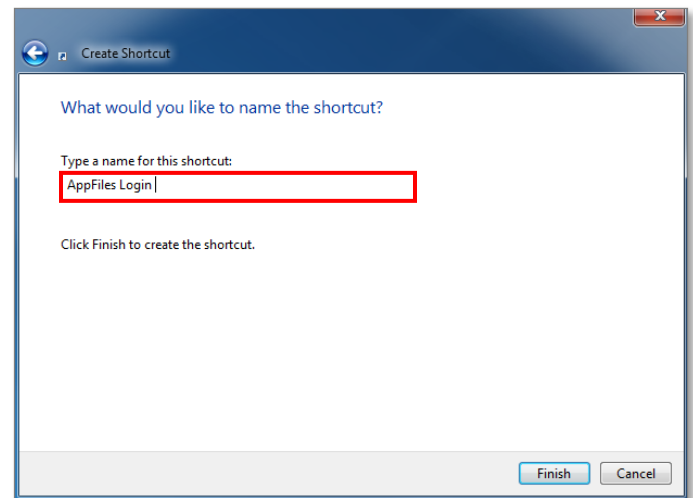 Create Shortcut
What would you like to name the shortcut?
Type a name for this shortcut:
AppFiles Login
Click Finish to create the shortcut.
Finish Cancel